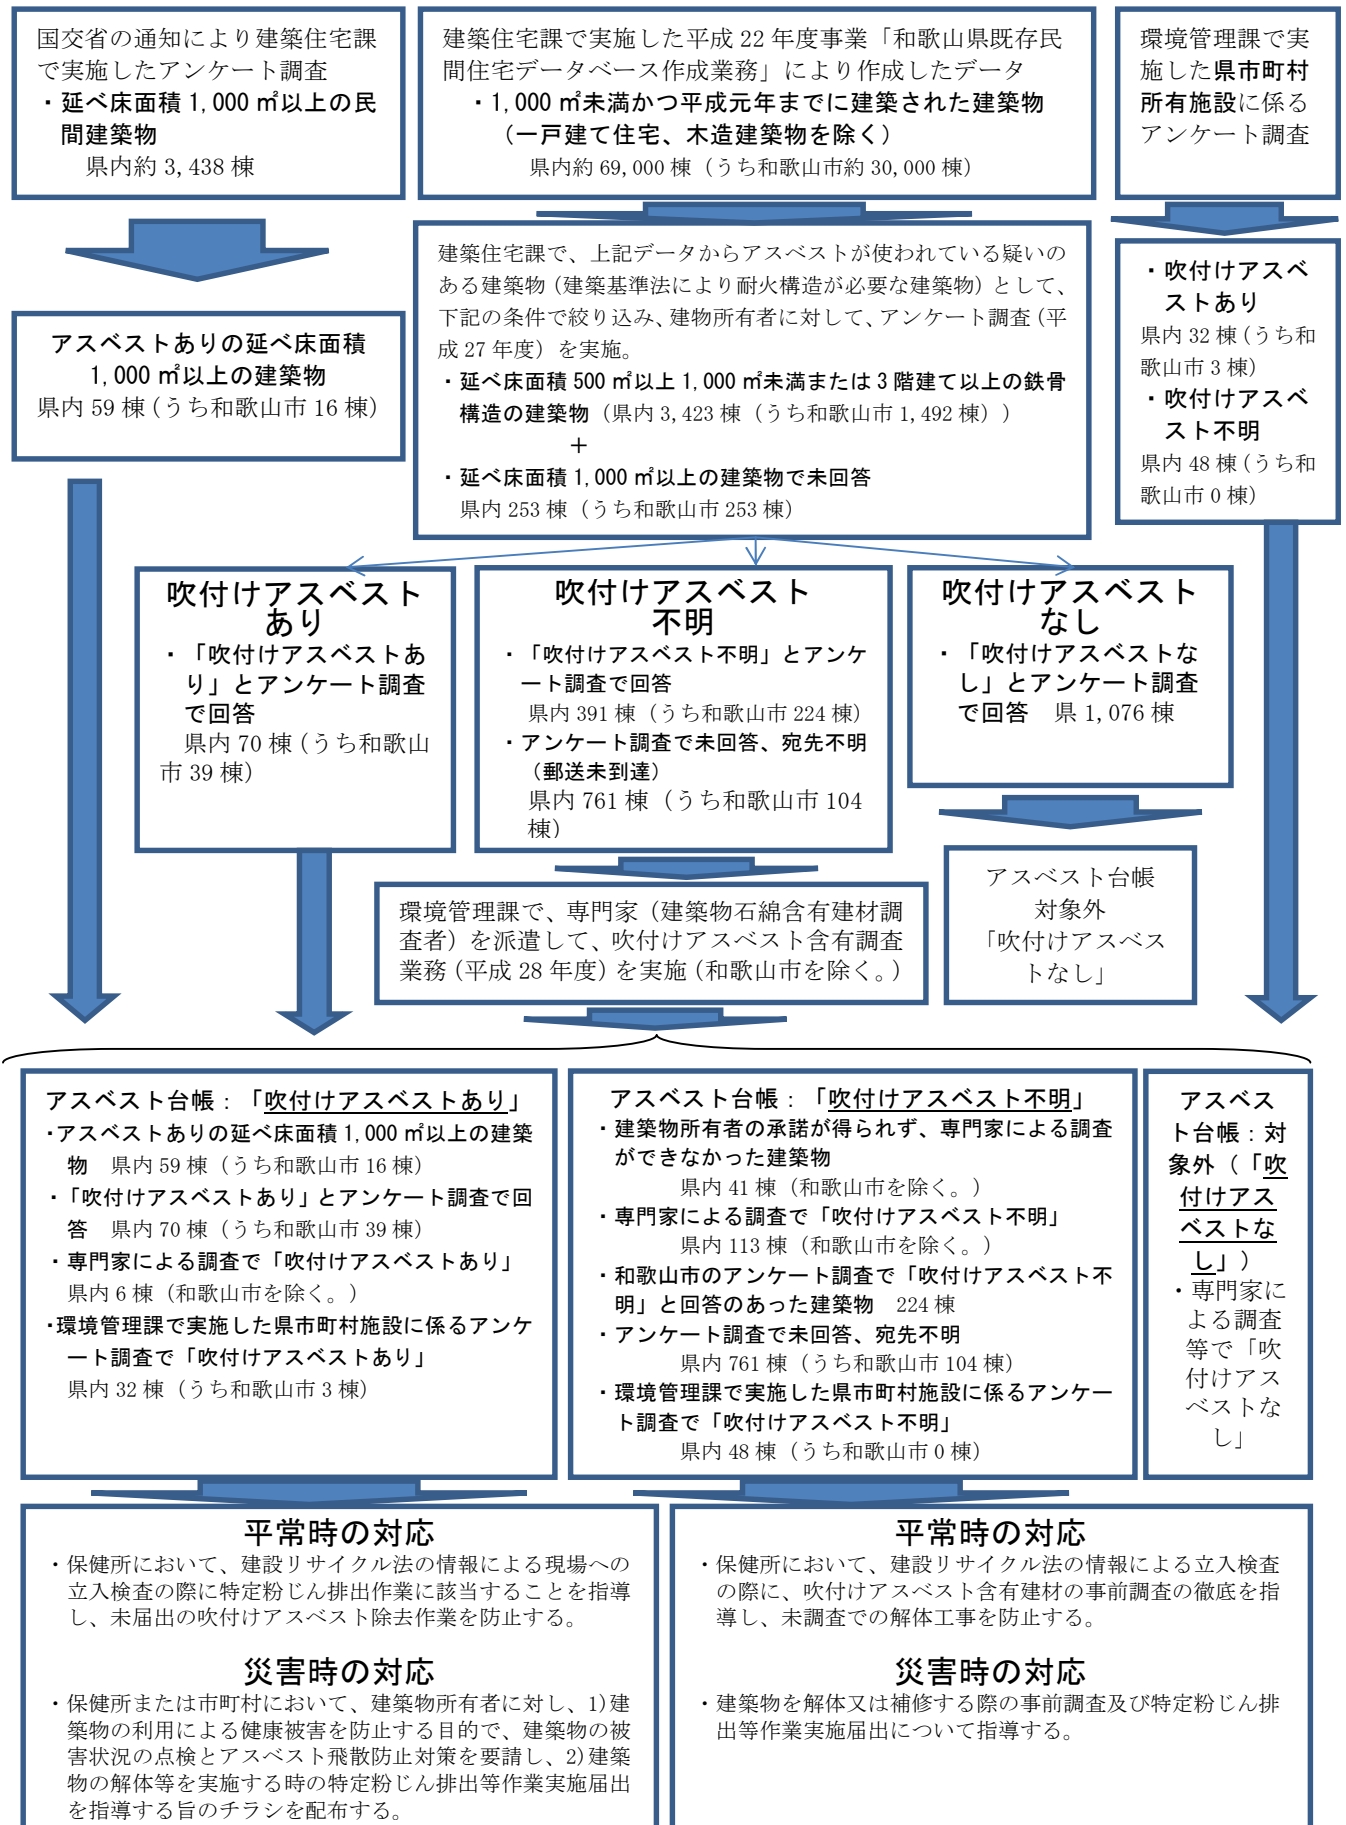 国交省の通知により建築住宅課
で実施したアンケート調査
・延べ床面積 1,000 ㎡以上の民
間建築物
県内約 3,438 棟
建築住宅課で実施した平成 22 年度事業「和歌山県既存民
間住宅データベース作成業務」により作成したデータ
・1,000 ㎡未満かつ平成元年までに建築された建築物
（一戸建て住宅、木造建築物を除く）
県内約 69,000 棟（うち和歌山市約 30,000 棟）
環境管理課で実
施した県市町村
所有施設に係る
アンケート調査
建築住宅課で、上記データからアスベストが使われている疑いの
ある建築物（建築基準法により耐火構造が必要な建築物）として、
下記の条件で絞り込み、建物所有者に対して、アンケート調査（平
成 27 年度）を実施。
・延べ床面積 500 ㎡以上 1,000 ㎡未満または 3 階建て以上の鉄骨
構造の建築物（県内 3,423 棟（うち和歌山市 1,492 棟））
＋
・延べ床面積 1,000 ㎡以上の建築物で未回答
県内 253 棟（うち和歌山市 253 棟）
・吹付けアスベ
ストあり
県内 32 棟（うち和
歌山市 3 棟）
・吹付けアスベ
スト不明
県内 48 棟（うち和
歌山市 0 棟）
アスベストありの延べ床面積
1,000 ㎡以上の建築物
県内 59 棟（うち和歌山市 16 棟）
吹付けアスベスト
あり
・「吹付けアスベストあ
り」とアンケート調査
で回答
県内 70 棟（うち和歌山
市 39 棟）
吹付けアスベスト
不明
・「吹付けアスベスト不明」とアンケ
ート調査で回答
県内 391 棟（うち和歌山市 224 棟）
・アンケート調査で未回答、宛先不明
（郵送未到達）
県内 761 棟（うち和歌山市 104
棟）
吹付けアスベスト
なし
・「吹付けアスベストな
し」とアンケート調査
で回答　県 1,076 棟
環境管理課で、専門家（建築物石綿含有建材調
査者）を派遣して、吹付けアスベスト含有調査
業務（平成 28 年度）を実施（和歌山市を除く。）
アスベスト台帳
対象外
「吹付けアスベス
トなし」
アスベスト台帳：「吹付けアスベストあり」
・アスベストありの延べ床面積 1,000 ㎡以上の建築
物　県内 59 棟（うち和歌山市 16 棟）
・「吹付けアスベストあり」とアンケート調査で回
答　県内 70 棟（うち和歌山市 39 棟）
・専門家による調査で「吹付けアスベストあり」
県内 6 棟（和歌山市を除く。）
・環境管理課で実施した県市町村施設に係るアンケ
ート調査で「吹付けアスベストあり」
県内 32 棟（うち和歌山市 3 棟）
アスベスト台帳：「吹付けアスベスト不明」
・建築物所有者の承諾が得られず、専門家による調査
ができなかった建築物
県内 41 棟（和歌山市を除く。）
・専門家による調査で「吹付けアスベスト不明」
県内 113 棟（和歌山市を除く。）
・和歌山市のアンケート調査で「吹付けアスベスト不
明」と回答のあった建築物　224 棟
・アンケート調査で未回答、宛先不明
県内 761 棟（うち和歌山市 104 棟）
・環境管理課で実施した県市町村施設に係るアンケー
ト調査で「吹付けアスベスト不明」
県内 48 棟（うち和歌山市 0 棟）
アスベス
ト台帳：対
象外（「吹
付けアス
ベストな
し」）
・専門家に
よる調査
等で「吹
付けアス
ベストな
し」
平常時の対応
・保健所において、建設リサイクル法の情報による現場への
立入検査の際に特定粉じん排出作業に該当することを指導
し、未届出の吹付けアスベスト除去作業を防止する。
災害時の対応
・保健所または市町村において、建築物所有者に対し、1)建
築物の利用による健康被害を防止する目的で、建築物の被
害状況の点検とアスベスト飛散防止対策を要請し、2)建築
物の解体等を実施する時の特定粉じん排出等作業実施届出
を指導する旨のチラシを配布する。
平常時の対応
・保健所において、建設リサイクル法の情報による立入検査
の際に、吹付けアスベスト含有建材の事前調査の徹底を指
導し、未調査での解体工事を防止する。
災害時の対応
・建築物を解体又は補修する際の事前調査及び特定粉じん排
出等作業実施届出について指導する。